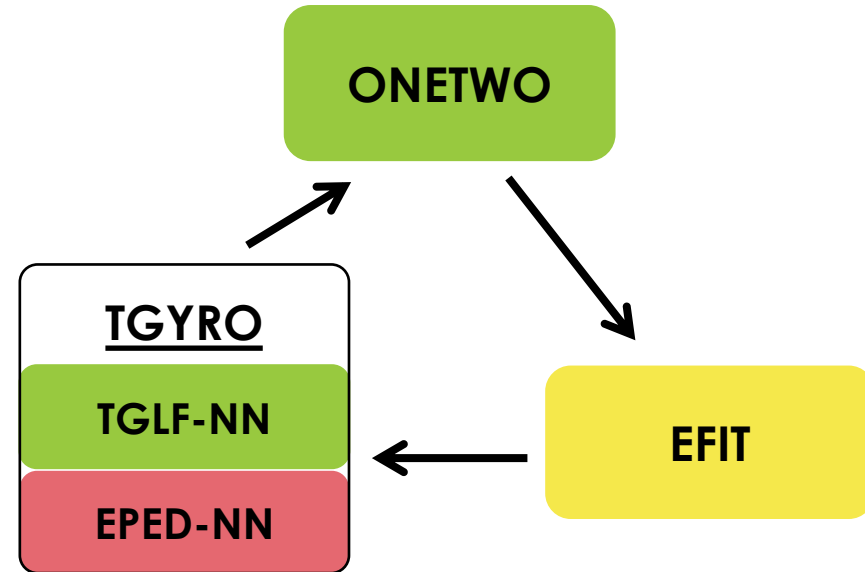 ONETWO
TGYRO
TGLF-NN
EPED-NN
EFIT